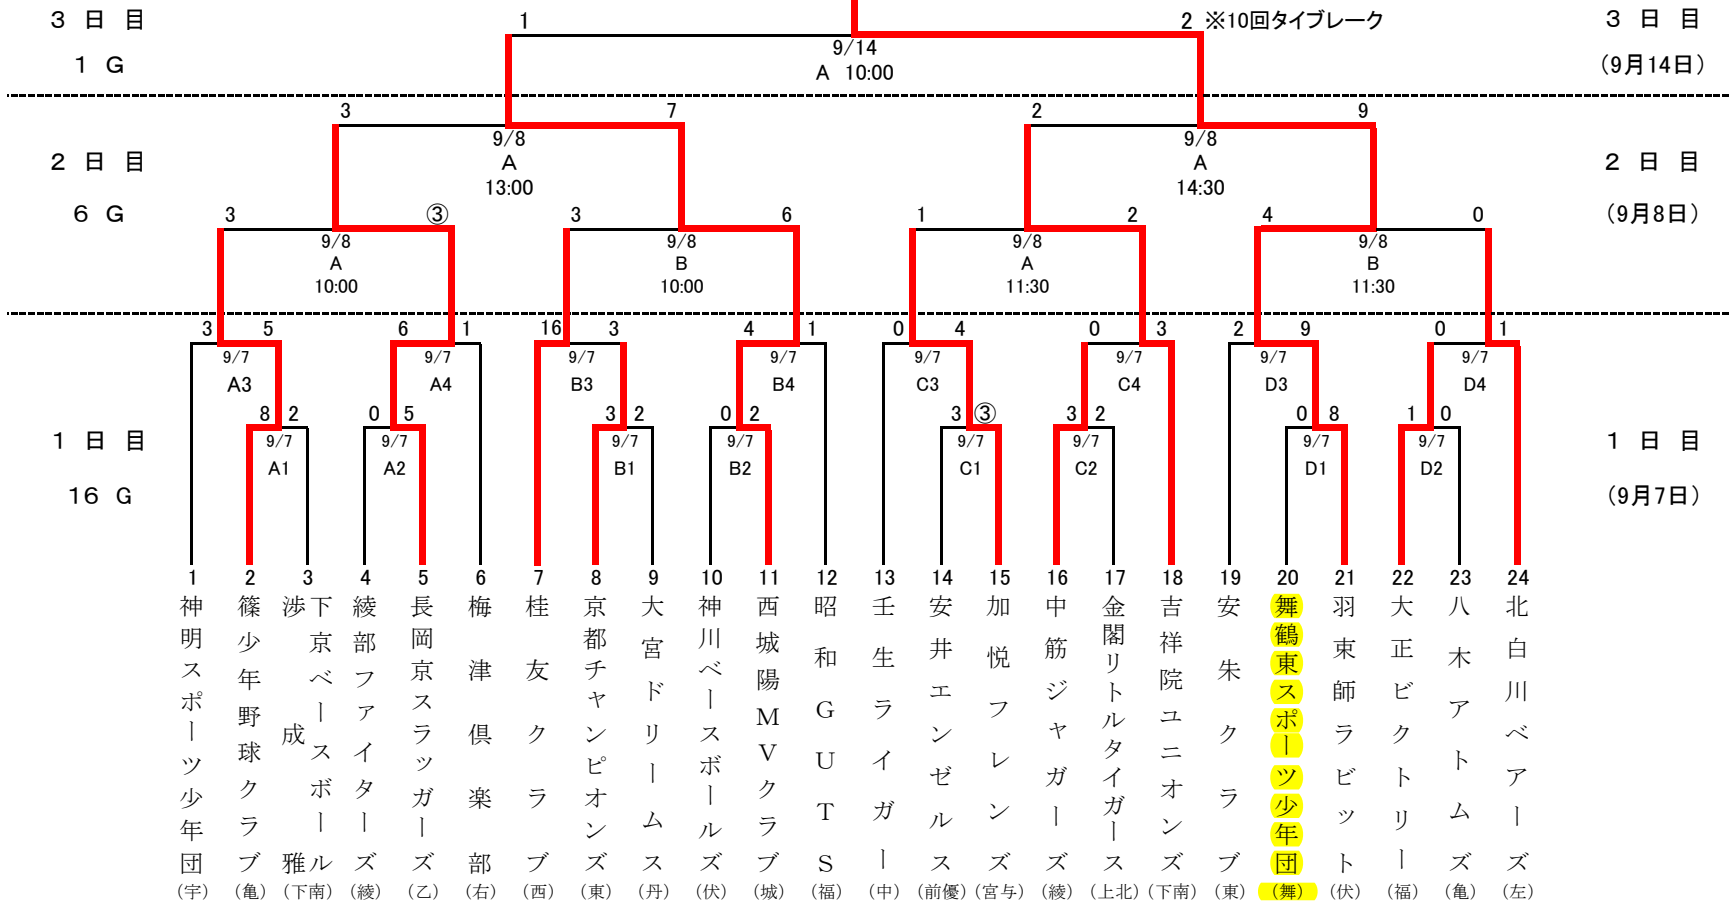 3 日 目
1
2 ※10回タイブレーク
3 日 目
9/14
1 G
A 10:00
(9月14日)
3
7
2
9
9/8
9/8
2 日 目
A
A
2 日 目
13:00
14:30
6 G
3
③
3
6
1
2
4
0
(9月8日)
9/8
9/8
9/8
9/8
A
B
A
B
10:00
10:00
11:30
11:30
3 5
6 1
16 3
4 1
0 4
0 3
2 9
0 1
9/7
9/7
9/7
9/7
9/7
9/7
9/7
9/7
A3
A4
B3
B4
C3
C4
D3
D4
8 2
0 5
3 2
0 2
3 ③
3 2
0 8
1 0
1 日 目
9/7
9/7
9/7
9/7
9/7
9/7
9/7
9/7
1 日 目
A1
A2
B1
B2
C1
C2
D1
D2
16 G
(9月7日)
1
2
3
4
5
6
7
8
9
10
11
12
13
14
15
16
17
18
19
20
21
22
23
24
神明スポーツ少年団
(宇)
篠少年野球クラブ
(亀)
下京ベースボール
渉成雅
(下南)
綾部ファイターズ
(綾)
長岡京スラッガーズ
(乙)
梅津倶楽部
(右)
桂友クラブ
(西)
京都チャンピオンズ
(東)
大宮ドリームス
(丹)
神川ベースボールズ
(伏)
西城陽MVクラブ
(城)
昭和GUTS
(福)
壬生ライガー
(中)
安井エンゼルス
(前優)
加悦フレンズ
(宮与)
中筋ジャガーズ
(綾)
金閣リトルタイガース
(上北)
吉祥院ユニオンズ
(下南)
安朱クラブ
(東)
舞鶴東スポーツ少年団
(舞)
羽束師ラビット
(伏)
大正ビクトリー
(福)
八木アトムズ
(亀)
北白川ベアーズ
(左)